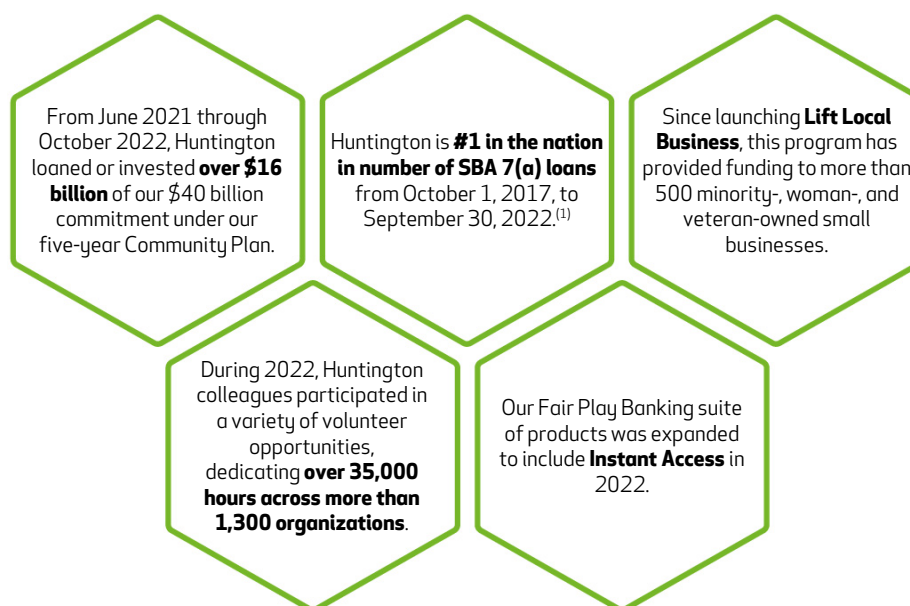 From June 2021 through
October 2022, Huntington
loaned or invested over $16
billion of our $40 billion
commitment under our
five-year Community Plan.
Huntington is #1 in the nation
in number of SBA 7(a) loans
from October 1, 2017, to
September 30, 2022.(1)
Since launching Lift Local
Business, this program has
provided funding to more than
500 minority-, woman-, and
veteran-owned small
businesses.
During 2022, Huntington
colleagues participated in
a variety of volunteer
opportunities,
dedicating over 35,000
hours across more than
1,300 organizations.
Our Fair Play Banking suite
of products was expanded
to include Instant Access in
2022.